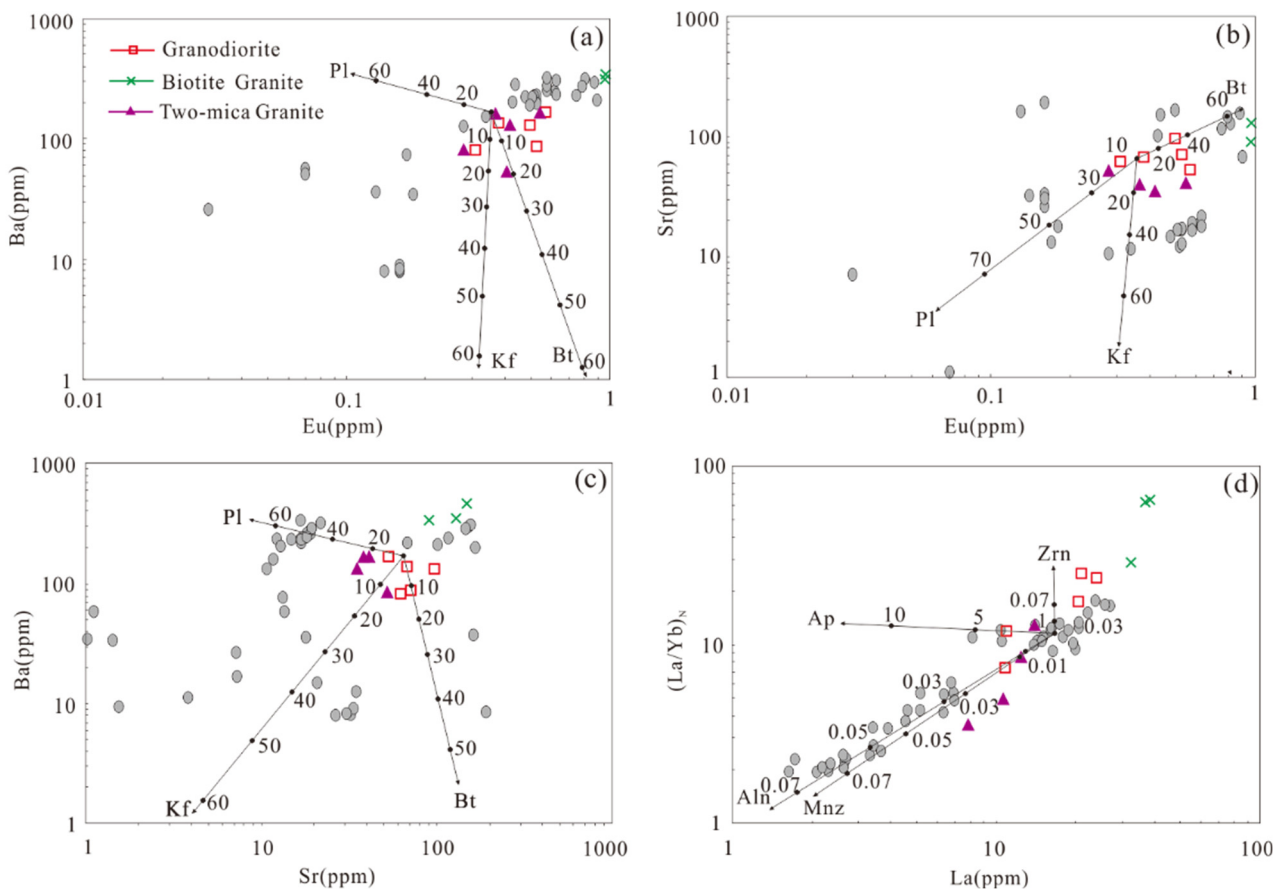 1000
(a)
Granodiorite
Biotite Granite
Two-mica Granite
Pl
60
40
20
100
10
10
20
20
30
30
10
40
40
50
50
60
Kf
Bt
60
1
0.01
0.1
1
Eu(ppm)
Ba(ppm)
1000
(b)
Bt
60
100
40
10
20
30
20
50
40
10
70
60
Pl
Kf
1
0.01
0.1
1
Eu(ppm)
Sr(ppm)
1000
(c)
Pl
60
40
20
100
10
10
20
20
30
30
10
40
40
50
50
Kf
60
Bt
1
1
10
100
1000
Sr(ppm)
Ba(ppm)
100
(d)
Zrn
0.07
Ap
10
5
1
0.03
10
0.01
0.03
0.03
0.05
0.05
0.07
0.07
Aln
Mnz
1
1
10
100
La(ppm)
(La/Yb)N